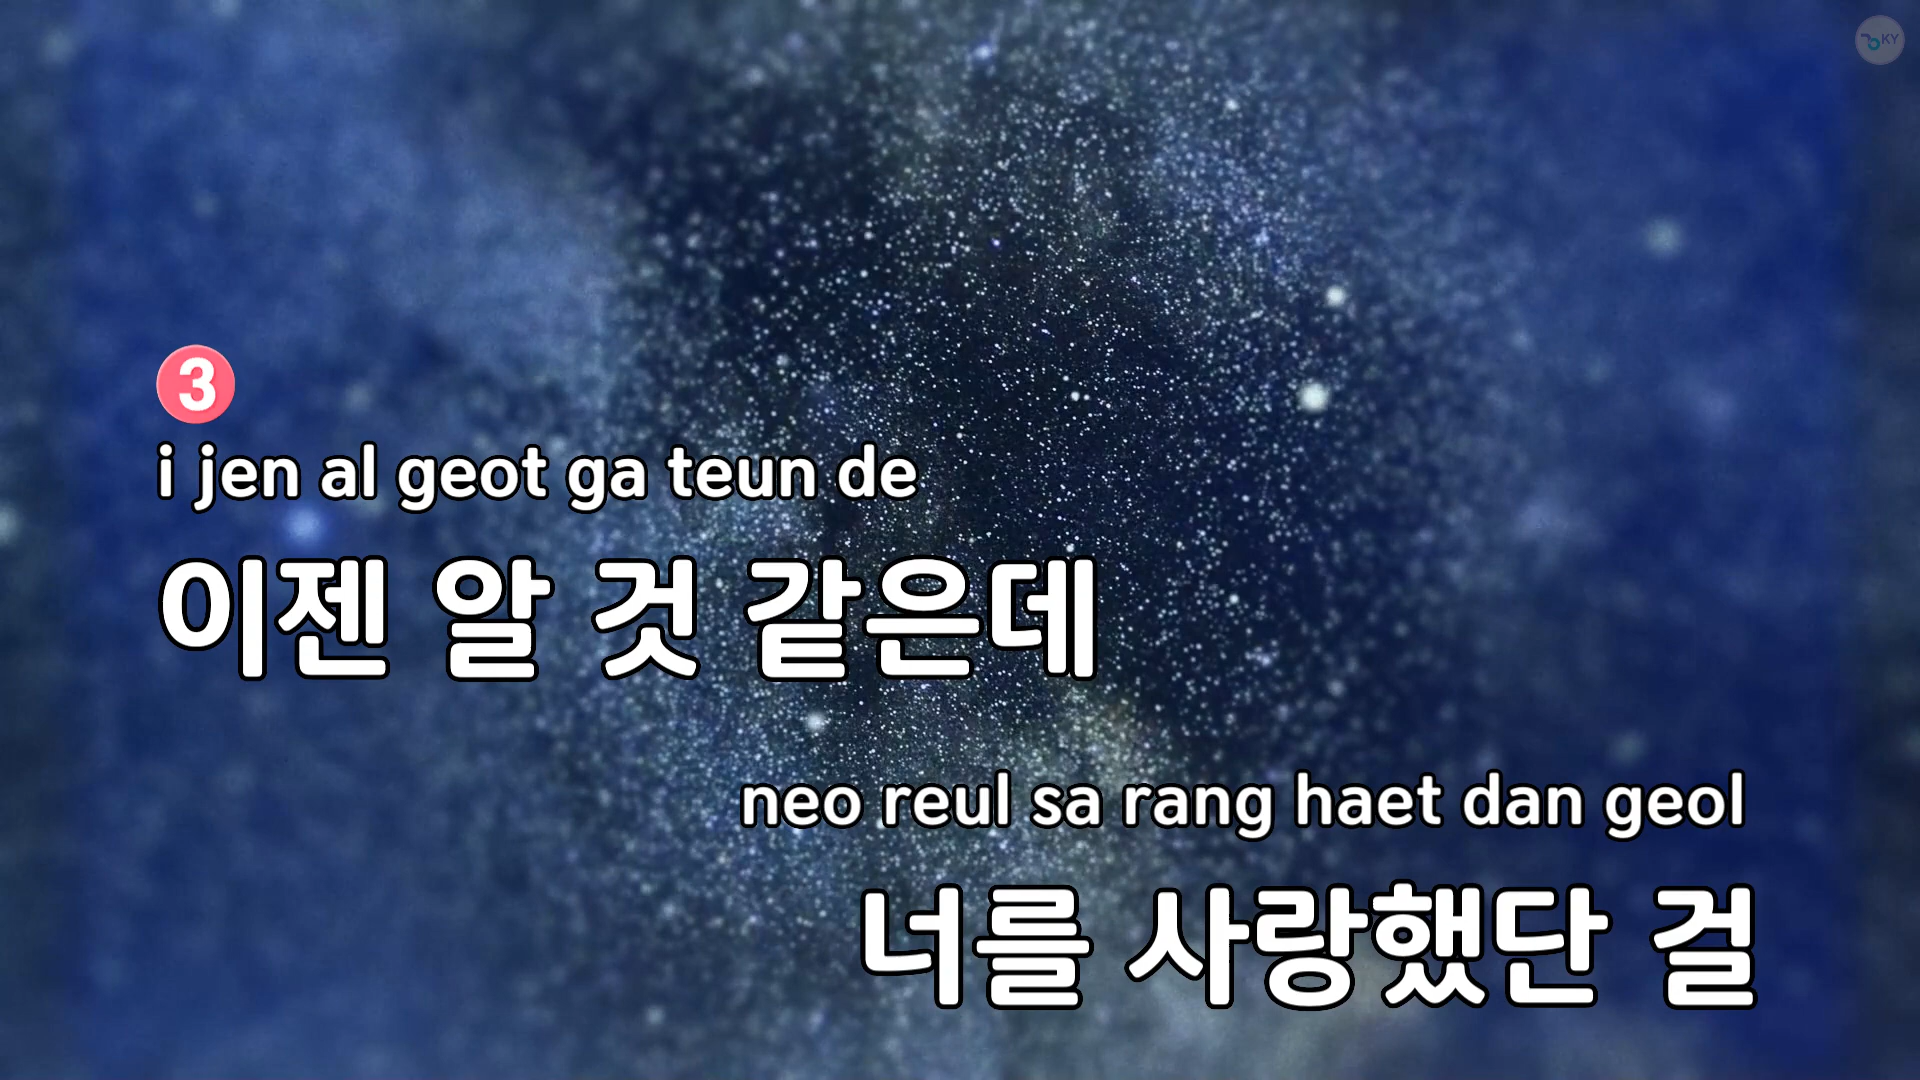 KY
3
i jen al geot ga teun de
이젠 알 것 같은데
neo reul sa rang haet dan geol
너를 사랑했단 걸